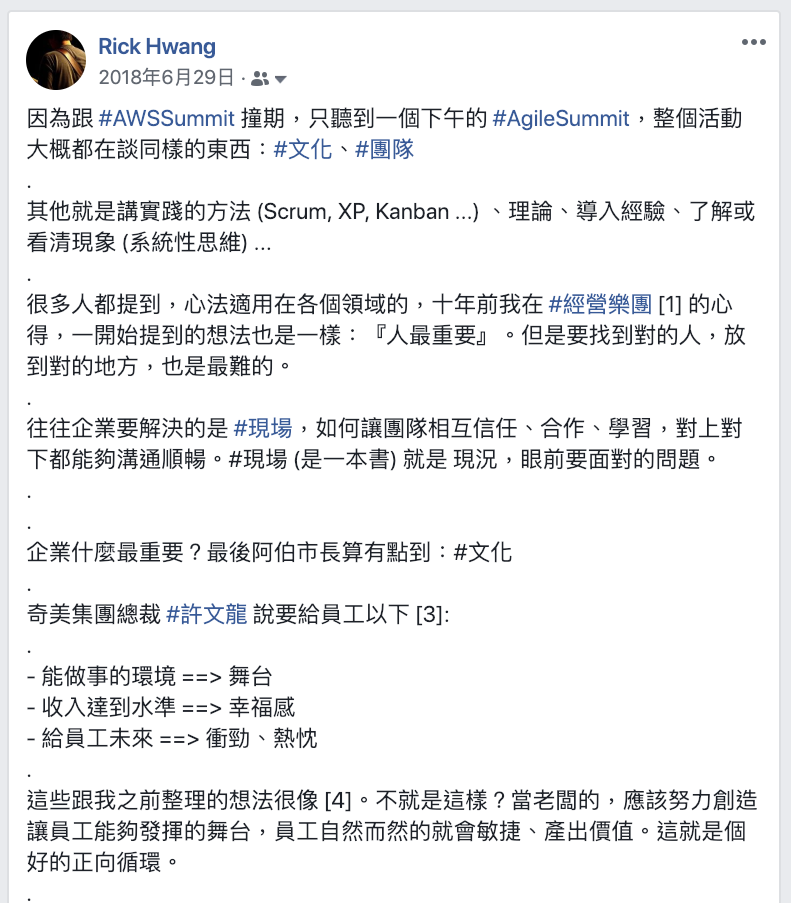 Rick Hwang
2018年6月29日 ·
因為跟 #AWSSummit 撞期，只聽到一個下午的 #AgileSummit，整個活動
大概都在談同樣的東西：#文化、#團隊
.
其他就是講實踐的方法 (Scrum, XP, Kanban ...) 、理論、導入經驗、了解或
看清現象 (系統性思維) ...
.
很多人都提到，心法適用在各個領域的，十年前我在 #經營樂團 [1] 的心
得，一開始提到的想法也是一樣：『人最重要』。但是要找到對的人，放
到對的地方，也是最難的。
.
往往企業要解決的是 #現場，如何讓團隊相互信任、合作、學習，對上對
下都能夠溝通順暢。#現場 (是一本書) 就是 現況，眼前要面對的問題。
.
.
企業什麼最重要？最後阿伯市長算有點到：#文化
.
奇美集團總裁 #許文龍 說要給員工以下 [3]:
.
- 能做事的環境 ==> 舞台
- 收入達到水準 ==> 幸福感
- 給員工未來 ==> 衝勁、熱忱
.
這些跟我之前整理的想法很像 [4]。不就是這樣？當老闆的，應該努力創造
讓員工能夠發揮的舞台，員工自然而然的就會敏捷、產出價值。這就是個
好的正向循環。
.